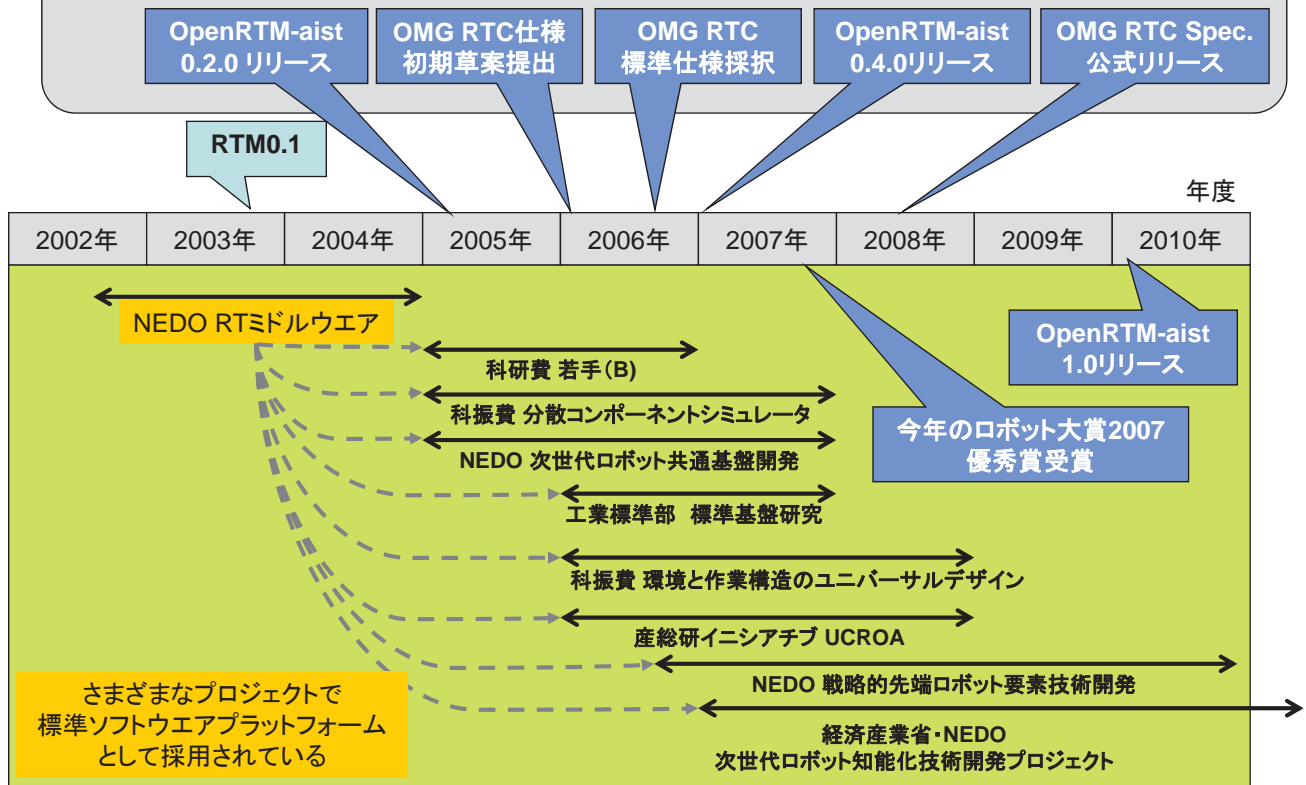 OpenRTM-aist
0.2.0 リリース
OMG RTC仕様
初期草案提出
OMG RTC
標準仕様採択
OpenRTM-aist
0.4.0リリース
OMG RTC Spec.
公式リリース
RTM0.1
年度
2002年
2003年
2004年
2005年
2006年
2007年
2008年
2009年
2010年
NEDO RTミドルウエア
科研費 若手(B)
科振費 分散コンポーネントシミュレータ
NEDO 次世代ロボット共通基盤開発
工業標準部 標準基盤研究
科振費 環境と作業構造のユニバーサルデザイン
産総研イニシアチブ UCROA
NEDO 戦略的先端ロボット要素技術開発
経済産業省・NEDO
次世代ロボット知能化技術開発プロジェクト
OpenRTM-aist
1.0リリース
今年のロボット大賞2007
優秀賞受賞
さまざまなプロジェクトで
標準ソフトウエアプラットフォーム
として採用されている